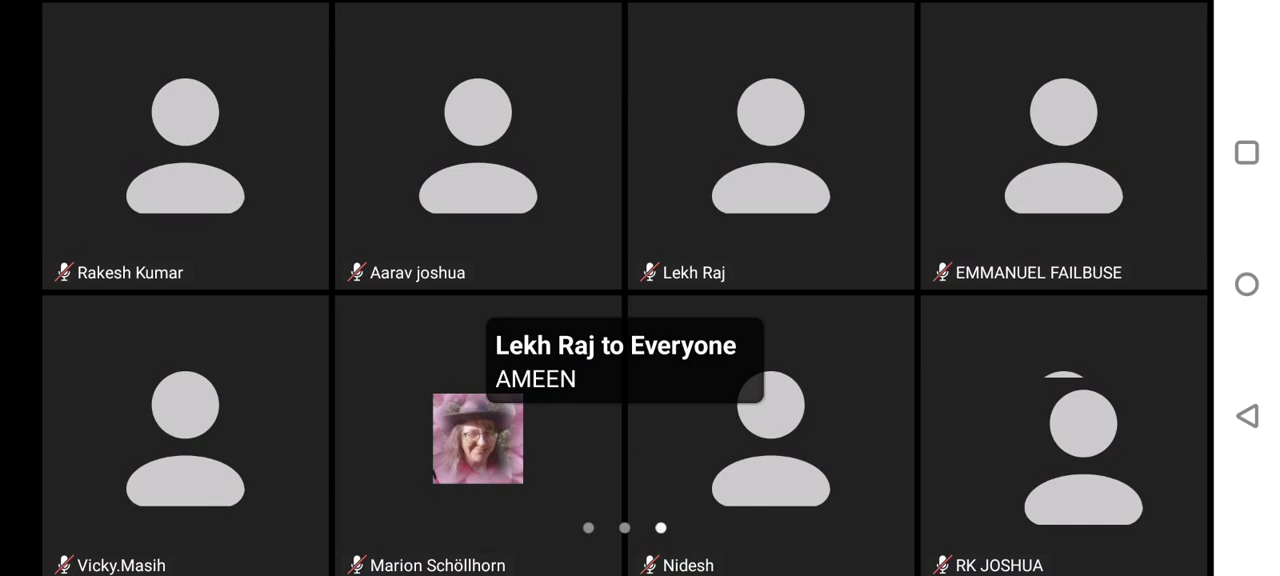 Rakesh Kumar
Aarav joshua
Lekh Raj
EMMANUEL FAILBUSE
Lekh Raj to Everyone
AMEEN
Vicky.Masih
Marion Schöllhorn
Nidesh
RK JOSHUA